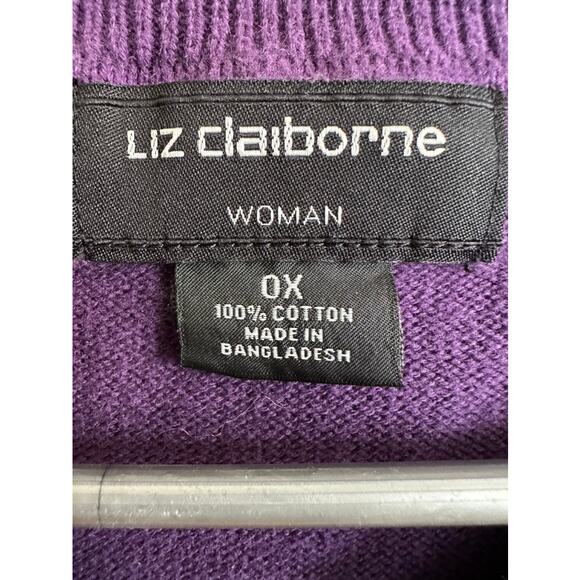 Liz claiborne
WOMAN
0X
100% COTTON
MADE IN
BANGLADESH